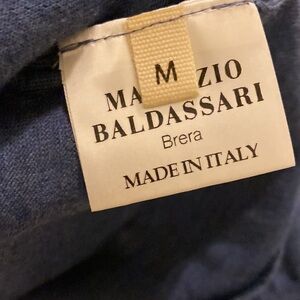 M
MA ZIO
BALDASSARI
Brera
MADE IN ITALY